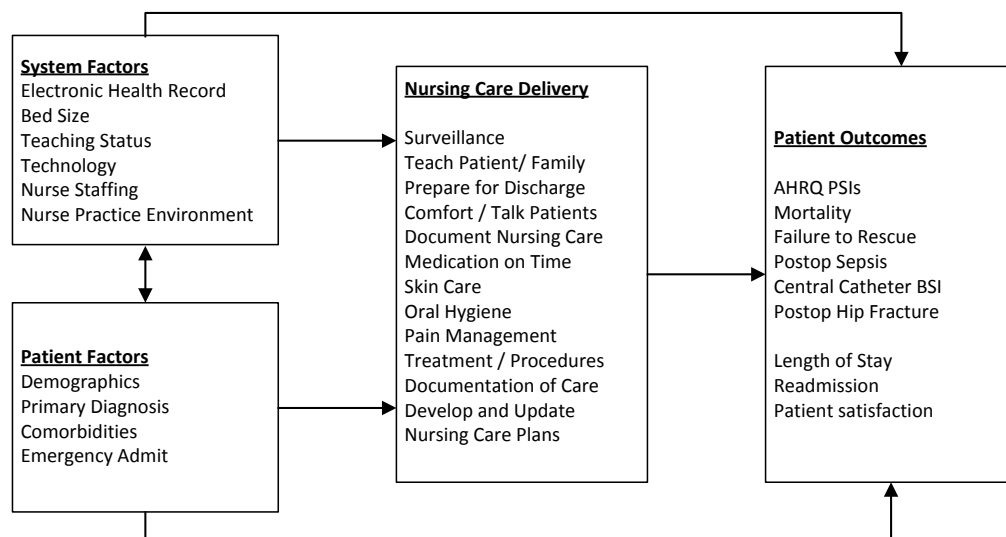 System Factors
Electronic Health Record
Bed Size
Teaching Status
Technology
Nurse Staffing
Nurse Practice Environment
Patient Factors
Demographics
Primary Diagnosis
Comorbidities
Emergency Admit
Nursing Care Delivery
Surveillance
Teach Patient/ Family
Prepare for Discharge
Comfort / Talk Patients
Document Nursing Care
Medication on Time
Skin Care
Oral Hygiene
Pain Management
Treatment / Procedures
Documentation of Care
Develop and Update
Nursing Care Plans
Patient Outcomes
AHRQ PSIs
Mortality
Failure to Rescue
Postop Sepsis
Central Catheter BSI
Postop Hip Fracture
Length of Stay
Readmission
Patient satisfaction